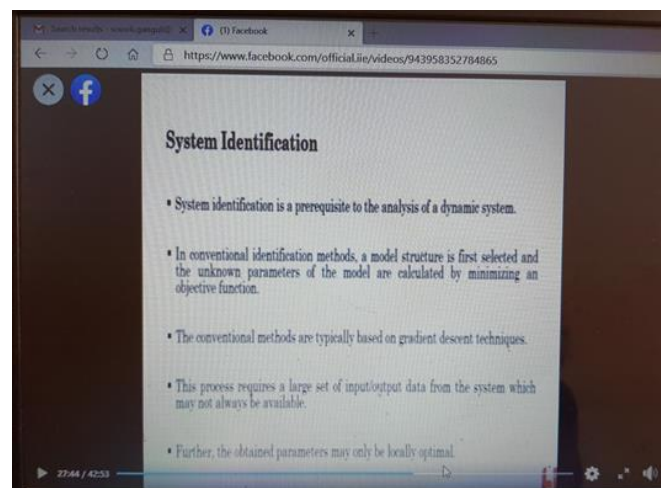 (1) Facebook
https://www.facebook.com/official.iie/videos/943958352784865
System Identification
▪ System identification is a prerequisite to the analysis of a dynamic system.
▪ In conventional identification methods, a model structure is first selected and
the unknown parameters of the model are calculated by minimizing an
objective function.
▪ The conventional methods are typically based on gradient descent techniques.
▪ This process requires a large set of input/output data from the system which
may not always be available.
▪ Further, the obtained parameters may only be locally optimal.
27:44 / 42:53